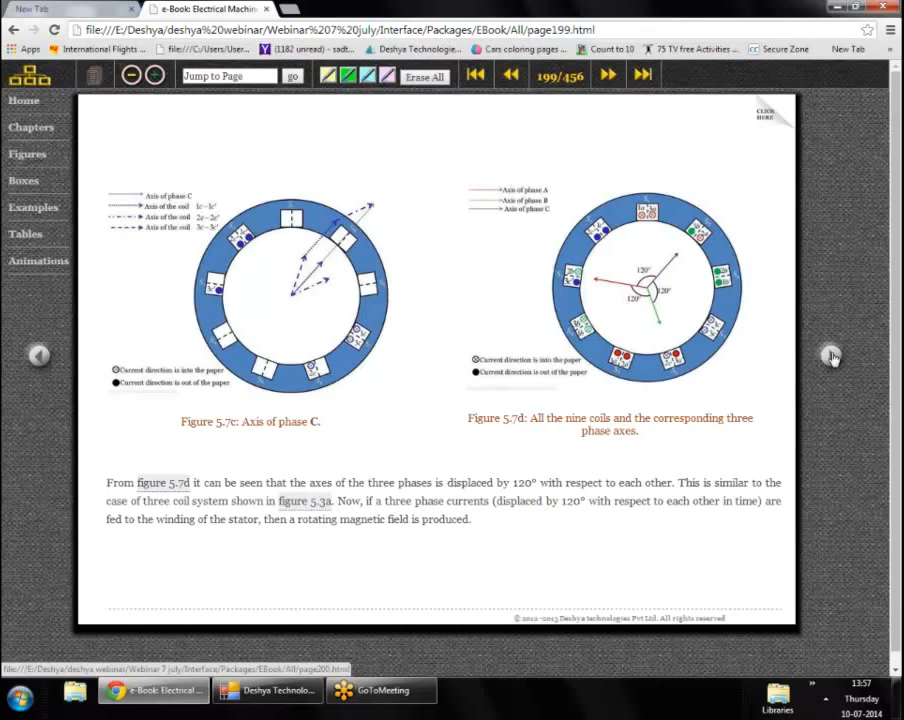 New Tab
e-Book: Electrical Machin
file:///E:/Deshya/deshya%20webinar/Webinar%207%20july/Interface/Packages/EBook/All/page199.html
Apps
International Flights ...
file:///C:/Users/User...
(1182 unread) - sadt...
Deshya Technologie...
Cars coloring pages ...
Count to 10
75 TV free Activities ...
Secure Zone
New Tab
»
Jump to Page
go
Erase All
199/456
Home
Chapters
Figures
Boxes
Examples
Tables
Animations
CLICK
HERE
Axis of phase C
Axis of the coil 1c-1c'
Axis of the coil 2c-2c'
Axis of the coil 3c-3c'
Current direction is into the paper
Current direction is out of the paper
Figure 5.7c: Axis of phase C.
Axis of phase A
Axis of phase B
Axis of phase C
120°
120°
120°
Current direction is into the paper
Current direction is out of the paper
Figure 5.7d: All the nine coils and the corresponding three
phase axes.
From figure 5.7d it can be seen that the axes of the three phases is displaced by 120° with respect to each other. This is similar to the
case of three coil system shown in figure 5.3a. Now, if a three phase currents (displaced by 120° with respect to each other in time) are
fed to the winding of the stator, then a rotating magnetic field is produced.
© 2012 -2013 Deshya technologies Pvt Ltd. All rights reserved
file:///E:/Deshya/deshya webinar/Webinar 7 july/Interface/Packages/EBook/All/page200.html
e-Book: Electrical ...
Deshya Technolo...
GoToMeeting
Libraries
»
13:57
Thursday
10-07-2014